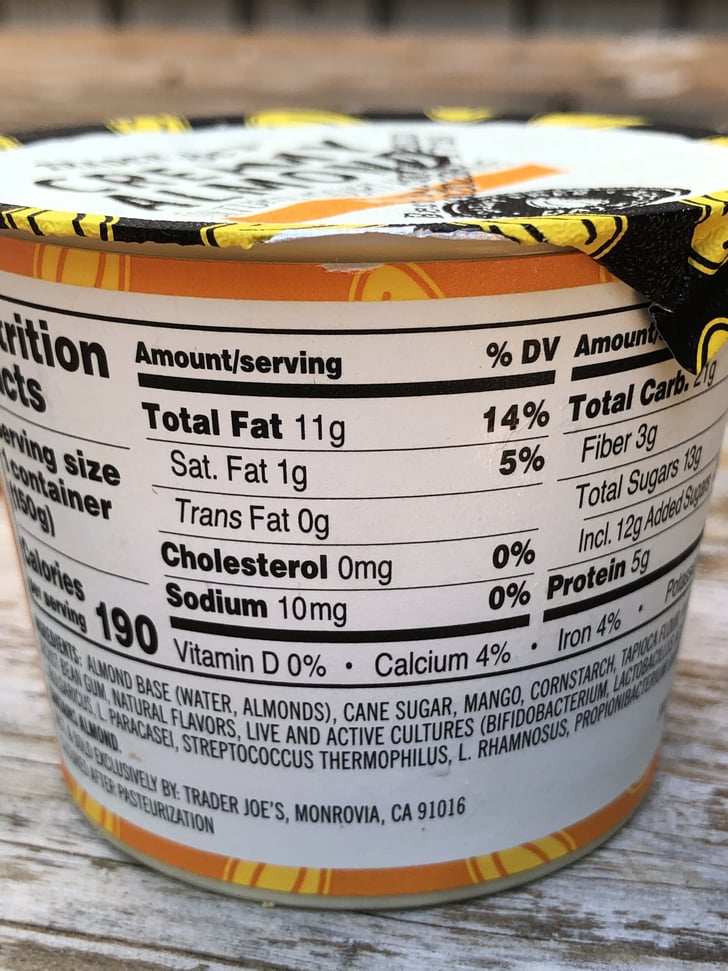 CREAMY
ALMOND
rition
cts
Amount/serving
% DV
Amount/
Total Fat 11g
14%
Total Carb. 21g
erving size
1 container
(150g)
Sat. Fat 1g
5%
Fiber 3g
Trans Fat 0g
Total Sugars 13g
Cholesterol 0mg
0%
Incl. 12g Added Sugars
Calories
per serving
190
Sodium 10mg
0%
Protein 5g
Vitamin D 0% • Calcium 4% • Iron 4% •
ALMOND BASE (WATER, ALMONDS), CANE SUGAR, MANGO, CORNSTARCH, TAPIOCA
BEAN GUM, NATURAL FLAVORS, LIVE AND ACTIVE CULTURES (BIFIDOBACTERIUM,
L. PARACASEI, STREPTOCOCCUS THERMOPHILUS, L. RHAMNOSUS,
ALMOND.
SOLD EXCLUSIVELY BY: TRADER JOE'S, MONROVIA, CA 91016
AFTER PASTEURIZATION